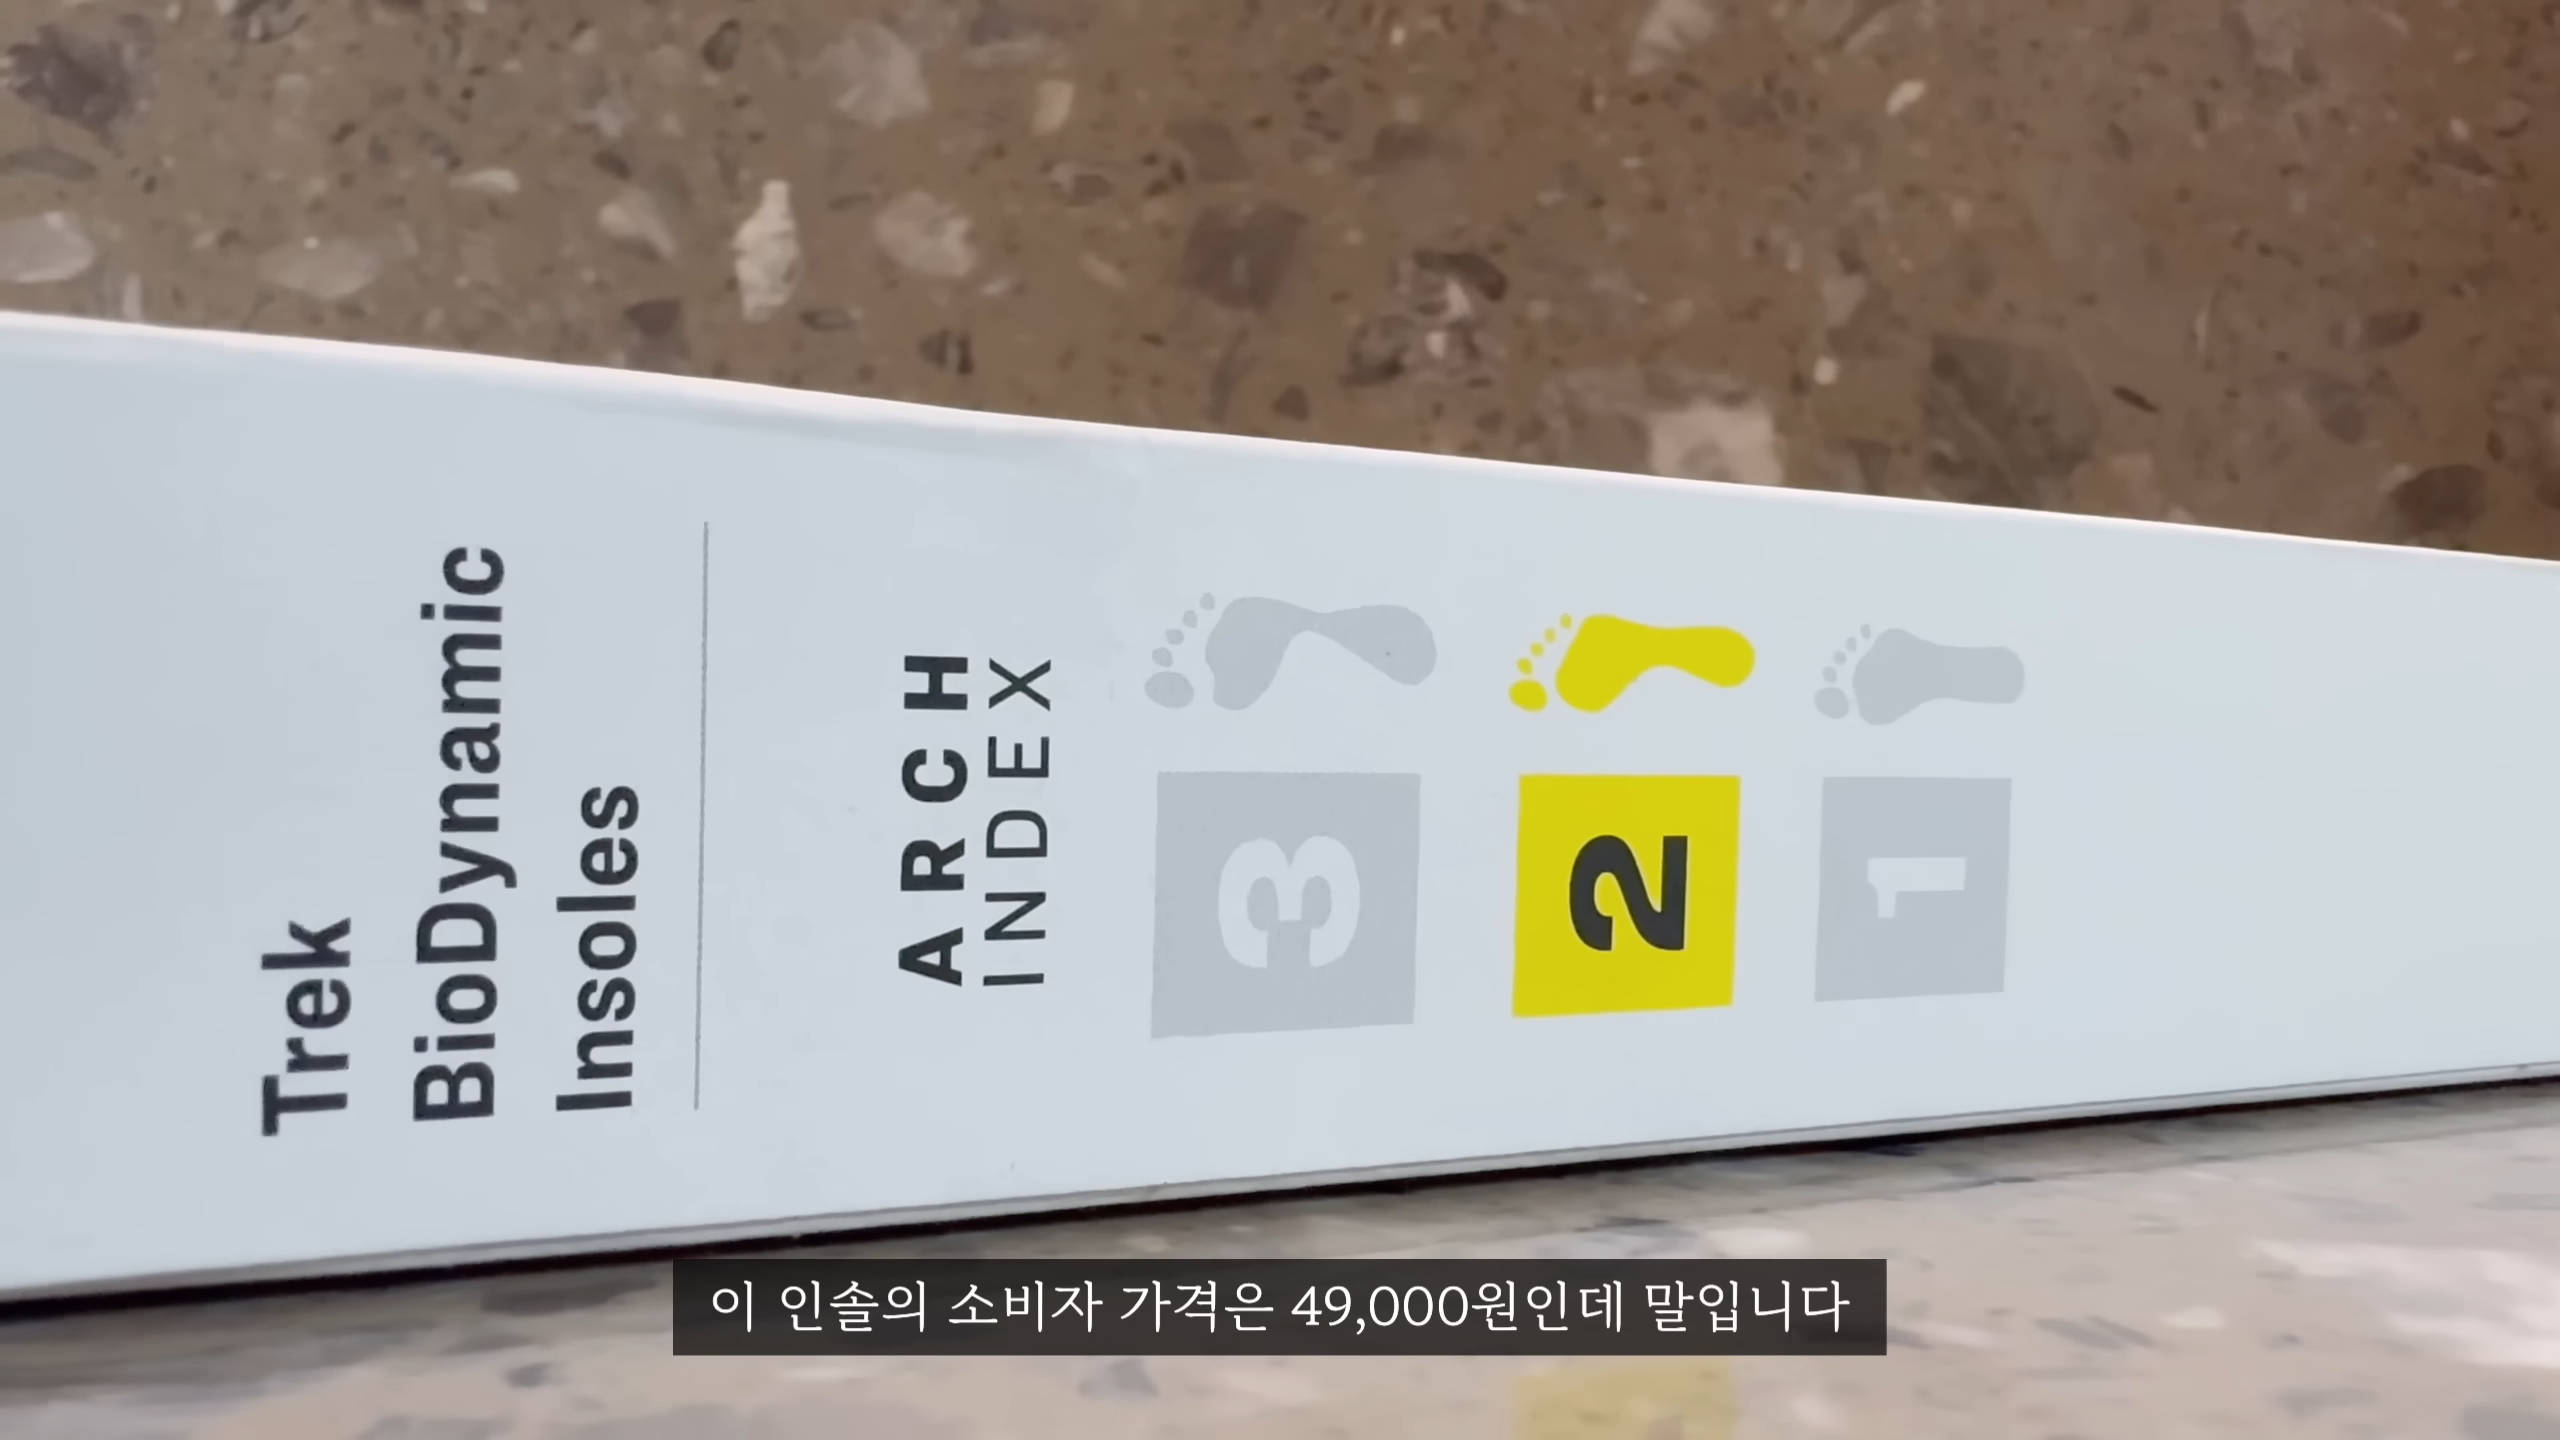 Trek
BioDynamic
Insoles
ARCH
INDEX
3
2
1
이 인솔의 소비자 가격은 49,000원인데 말입니다